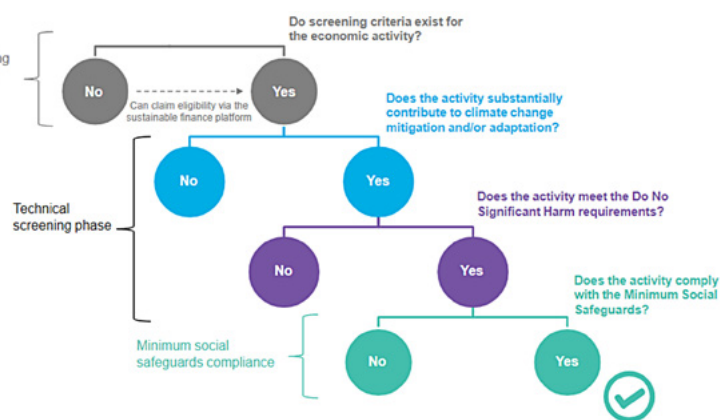 Do screening criteria exist for
the economic activity?
No
Yes
Can claim eligibility via the
sustainable finance platform
Does the activity substantially
contribute to climate change
mitigation and/or adaptation?
No
Yes
Technical
screening phase
Does the activity meet the Do No
Significant Harm requirements?
No
Yes
Does the activity comply
with the Minimum Social
Safeguards?
Minimum social
safeguards compliance
No
Yes